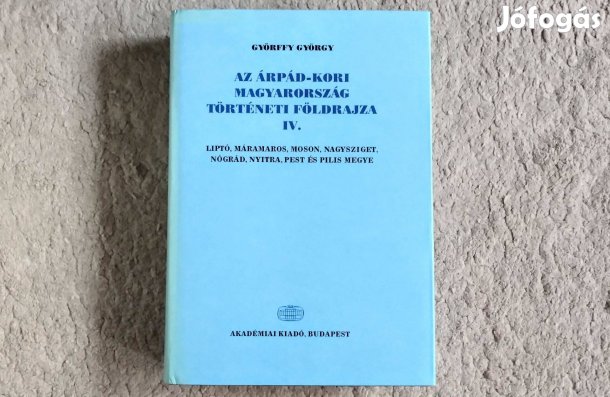 Jófogás
GYÖRFFY GYÖRGY
AZ ÁRPÁD-KORI
MAGYARORSZÁG
TÖRTÉNETI FÖLDRAJZA
IV.
LIPTÓ, MÁRAMAROS, MOSON, NAGYSZIGET,
NÓGRÁD, NYITRA, PEST ÉS PILIS MEGYE
AKADÉMIAI KIADÓ, BUDAPEST